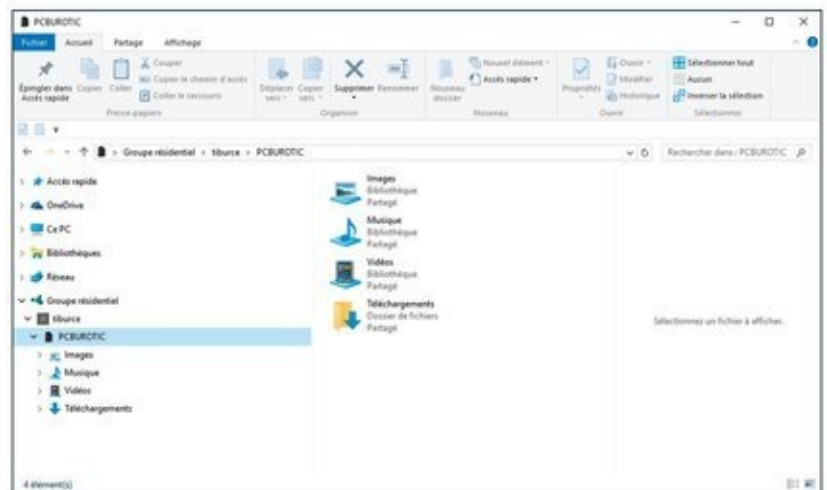 PCBUROTIC
Fichier Accueil Partage Affichage
Épingler dans Accès rapide
Copier
Coller
Couper
Copier le chemin d'accès
Coller le raccourci
Presse-papiers
Déplacer vers
Copier vers
Supprimer
Renommer
Organiser
Nouveau dossier
Nouvel élément
Accès rapide
Nouveau
Propriétés
Ouvrir
Modifier
Historique
Ouvrir
Sélectionner tout
Aucun
Inverser la sélection
Sélectionner
Groupe résidentiel › tiburce › PCBUROTIC
Rechercher dans : PCBUROTIC
Accès rapide
OneDrive
Ce PC
Bibliothèques
Réseau
Groupe résidentiel
tiburce
PCBUROTIC
Images
Musique
Vidéos
Téléchargements
Images
Bibliothèque
Partagé
Musique
Bibliothèque
Partagé
Vidéos
Bibliothèque
Partagé
Téléchargements
Dossier de fichiers
Partagé
Sélectionnez un fichier à afficher.
4 élément(s)